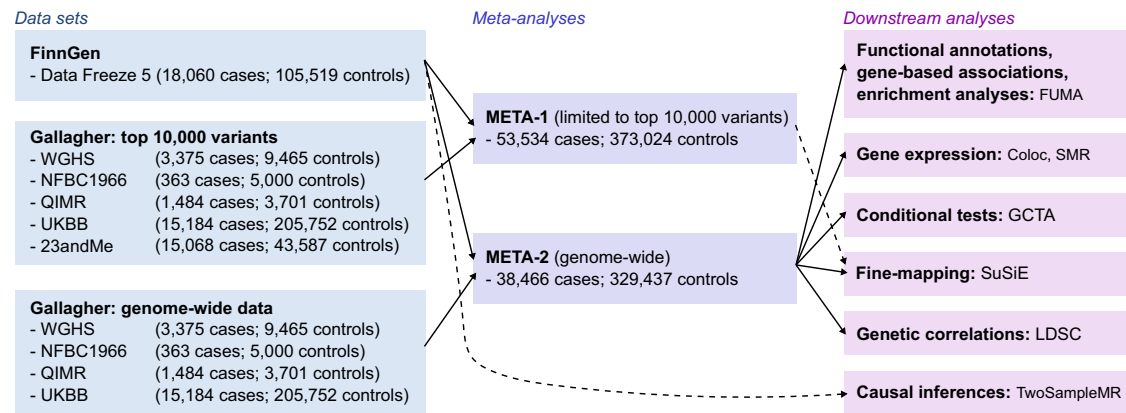 Data sets
FinnGen
- Data Freeze 5 (18,060 cases; 105,519 controls)
Gallagher: top 10,000 variants
- WGHS (3,375 cases; 9,465 controls)
- NFBC1966 (363 cases; 5,000 controls)
- QIMR (1,484 cases; 3,701 controls)
- UKBB (15,184 cases; 205,752 controls)
- 23andMe (15,068 cases; 43,587 controls)
Gallagher: genome-wide data
- WGHS (3,375 cases; 9,465 controls)
- NFBC1966 (363 cases; 5,000 controls)
- QIMR (1,484 cases; 3,701 controls)
- UKBB (15,184 cases; 205,752 controls)
Meta-analyses
META-1 (limited to top 10,000 variants)
- 53,534 cases; 373,024 controls
META-2 (genome-wide)
- 38,466 cases; 329,437 controls
Downstream analyses
Functional annotations,
gene-based associations,
enrichment analyses: FUMA
Gene expression: Coloc, SMR
Conditional tests: GCTA
Fine-mapping: SuSiE
Genetic correlations: LDSC
Causal inferences: TwoSampleMR